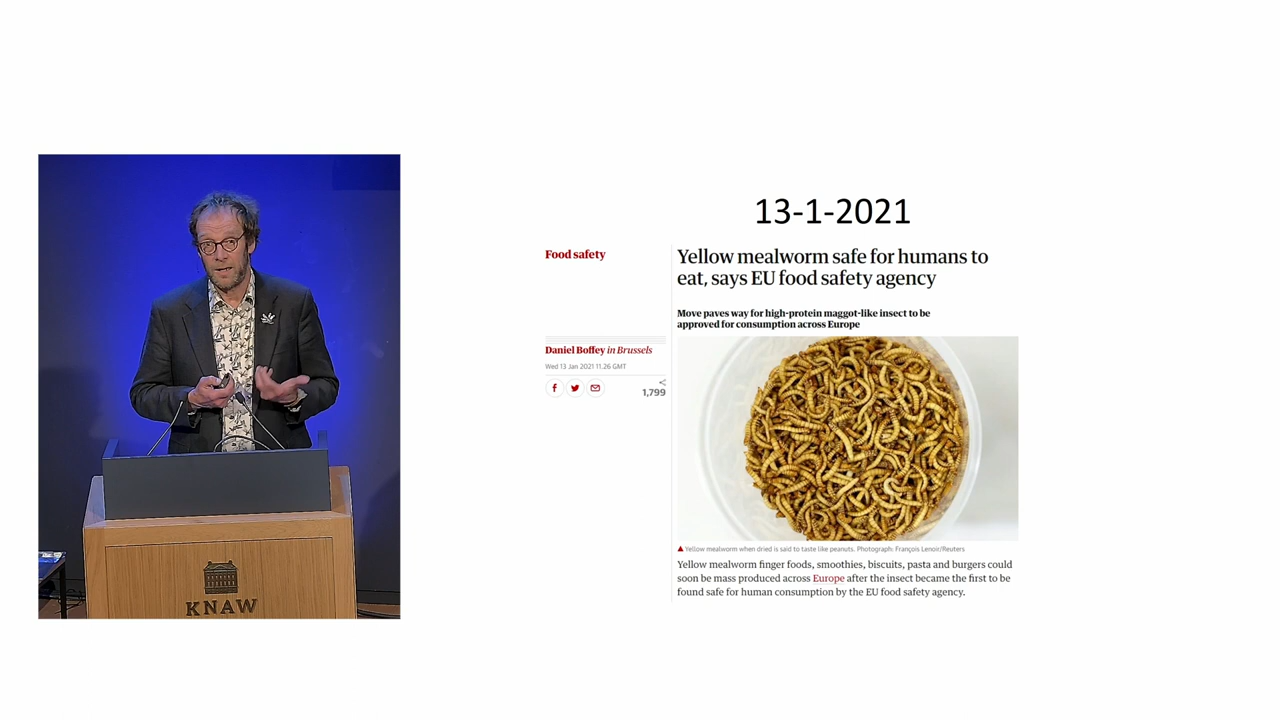 13-1-2021
Food safety
Yellow mealworm safe for humans to
eat, says EU food safety agency
Move paves way for high-protein maggot-like insect to be
approved for consumption across Europe
Daniel Boffey in Brussels
Wed 13 Jan 2021 11.26 GMT
1,799
Yellow mealworm when dried is said to taste like peanuts. Photograph: François Lenoir/Reuters
Yellow mealworm finger foods, smoothies, biscuits, pasta and burgers could
soon be mass produced across Europe after the insect became the first to be
found safe for human consumption by the EU food safety agency.
KNAW